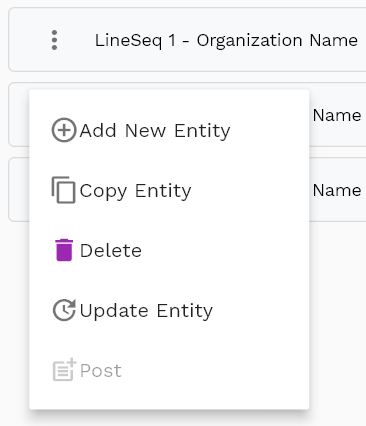 LineSeq 1 - Organization Name
Name
Add New Entity
Name
Copy Entity
Delete
Update Entity
Post